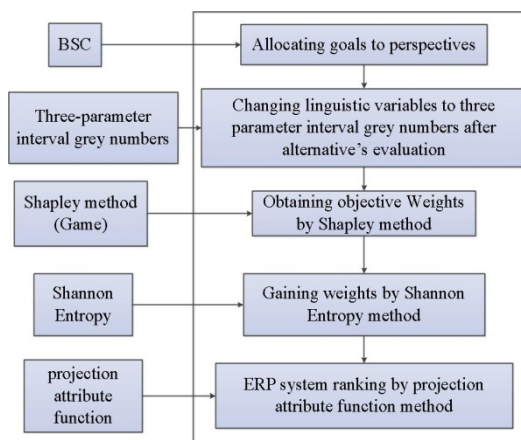 BSC
Allocating goals to perspectives
Three-parameter
interval grey numbers
Changing linguistic variables to three
parameter interval grey numbers after
alternative’s evaluation
Shapley method
(Game)
Obtaining objective Weights
by Shapley method
Shannon
Entropy
Gaining weights by Shannon
Entropy method
projection
attribute
function
ERP system ranking by projection
attribute function method